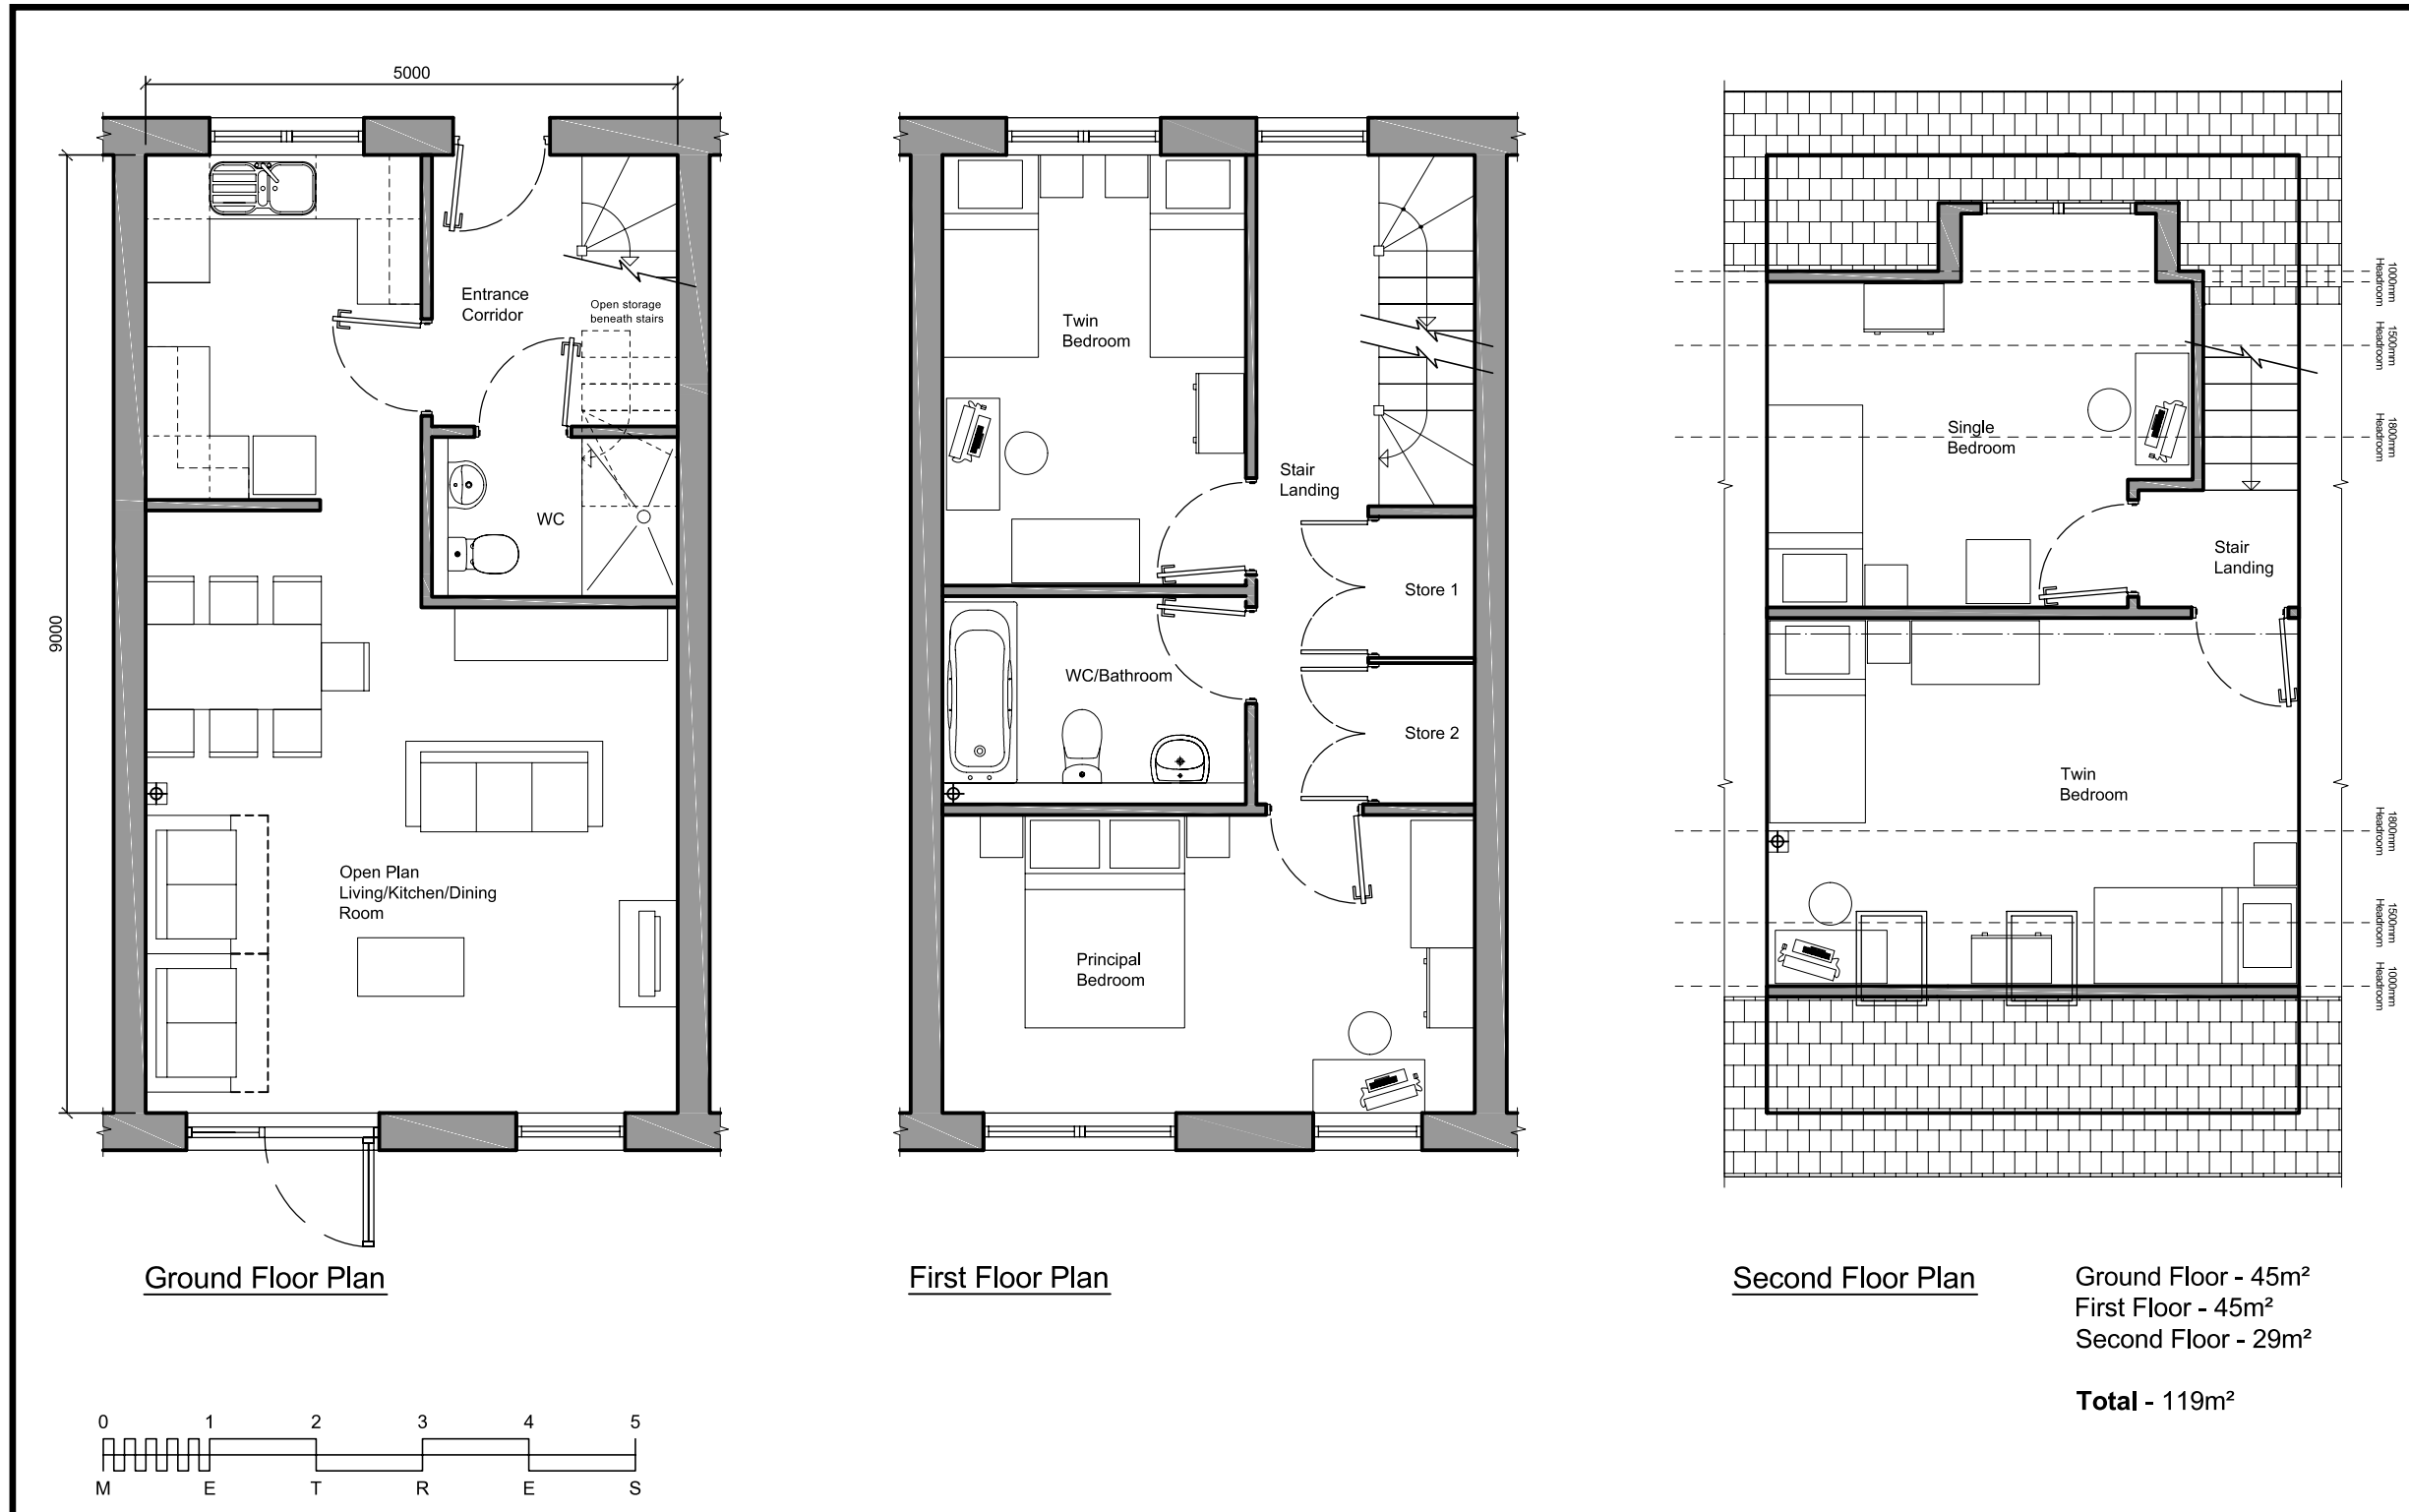 5000
9000
Entrance
Corridor
Open storage
beneath stairs
WC
Open Plan
Living/Kitchen/Dining
Room
Ground Floor Plan
Twin
Bedroom
Stair
Landing
Store 1
WC/Bathroom
Store 2
Principal
Bedroom
First Floor Plan
1000mm
Headroom
1500mm
Headroom
1800mm
Headroom
Single
Bedroom
Stair
Landing
Twin
Bedroom
1800mm
Headroom
1500mm
Headroom
1000mm
Headroom
Second Floor Plan
Ground Floor - 45m²
First Floor - 45m²
Second Floor - 29m²
Total - 119m²
0 1 2 3 4 5
M E T R E S